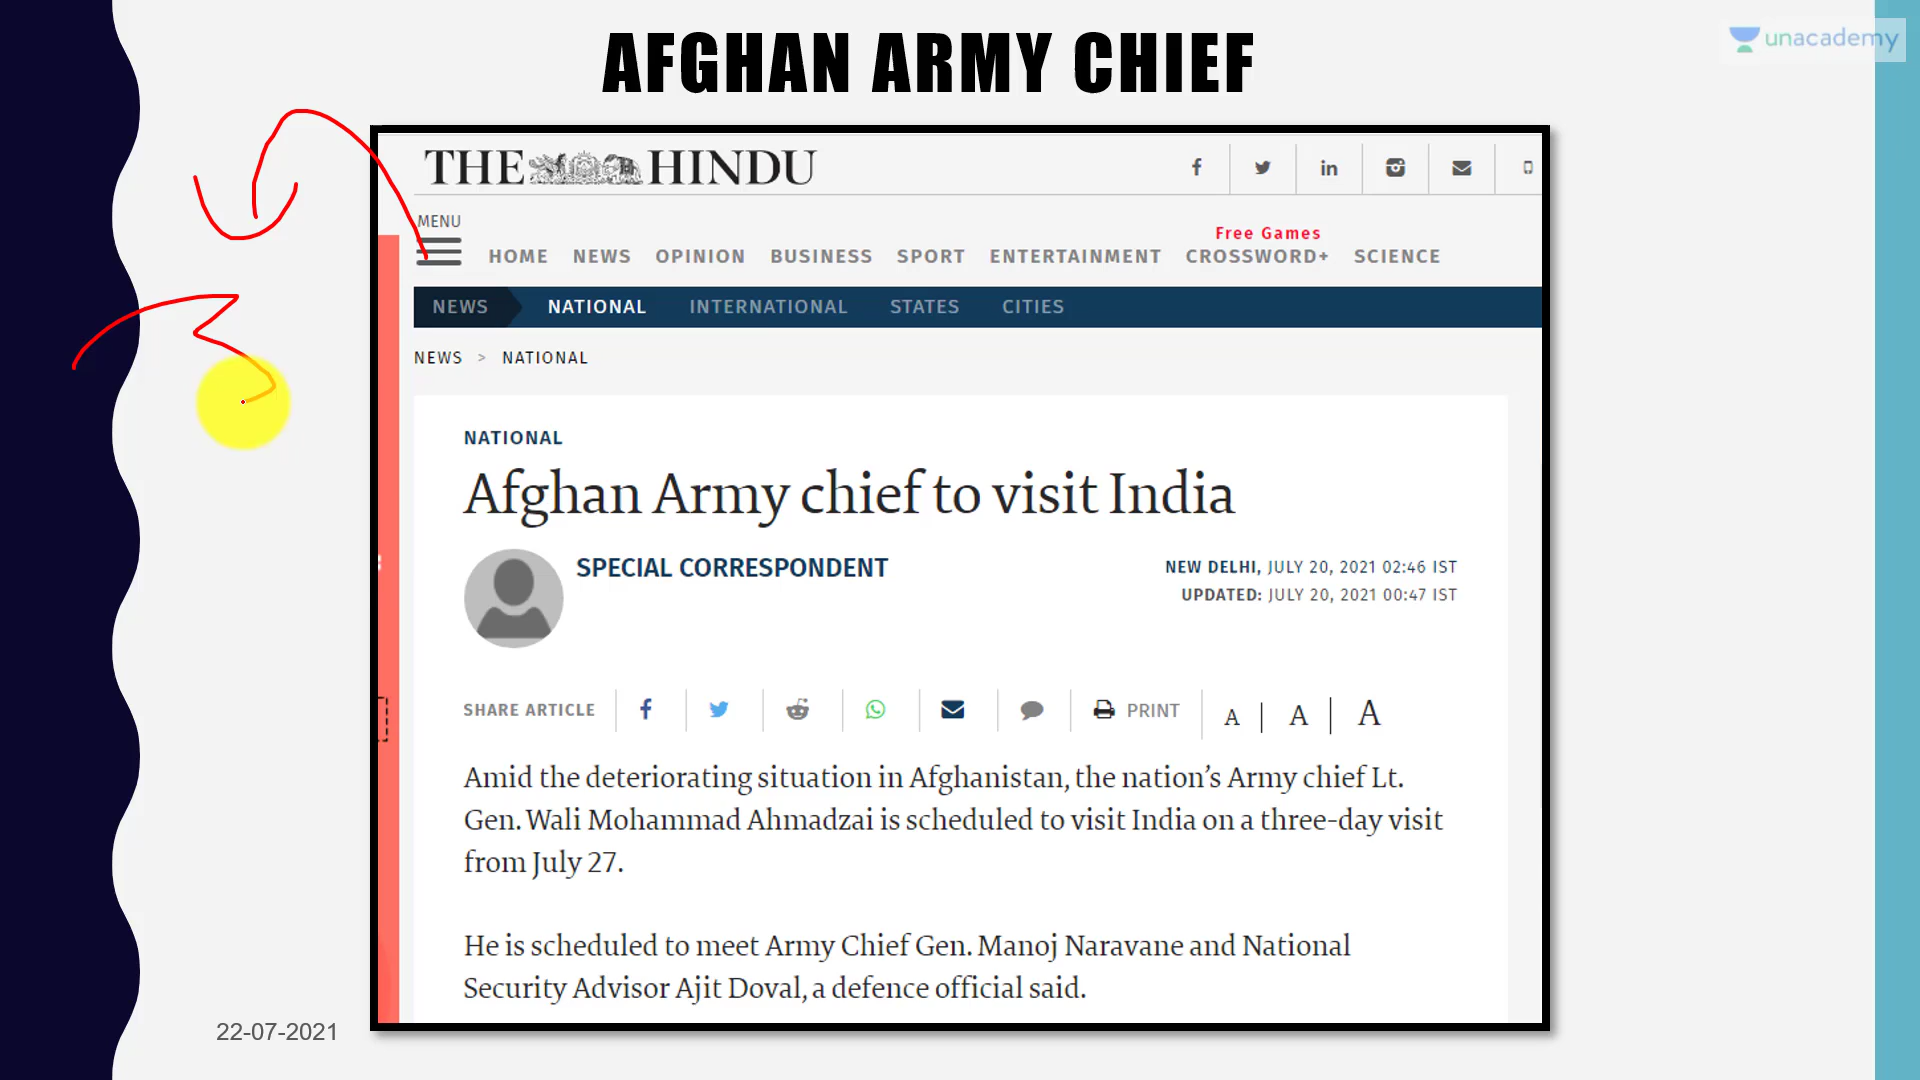 AFGHAN ARMY CHIEF
unacademy
THE HINDU
MENU
HOME NEWS OPINION BUSINESS SPORT ENTERTAINMENT Free Games CROSSWORD+ SCIENCE
NEWS NATIONAL INTERNATIONAL STATES CITIES
NEWS > NATIONAL
NATIONAL
Afghan Army chief to visit India
SPECIAL CORRESPONDENT
NEW DELHI, JULY 20, 2021 02:46 IST
UPDATED: JULY 20, 2021 00:47 IST
SHARE ARTICLE PRINT A | A | A
Amid the deteriorating situation in Afghanistan, the nation's Army chief Lt.
Gen. Wali Mohammad Ahmadzai is scheduled to visit India on a three-day visit
from July 27.
He is scheduled to meet Army Chief Gen. Manoj Naravane and National
Security Advisor Ajit Doval, a defence official said.
22-07-2021